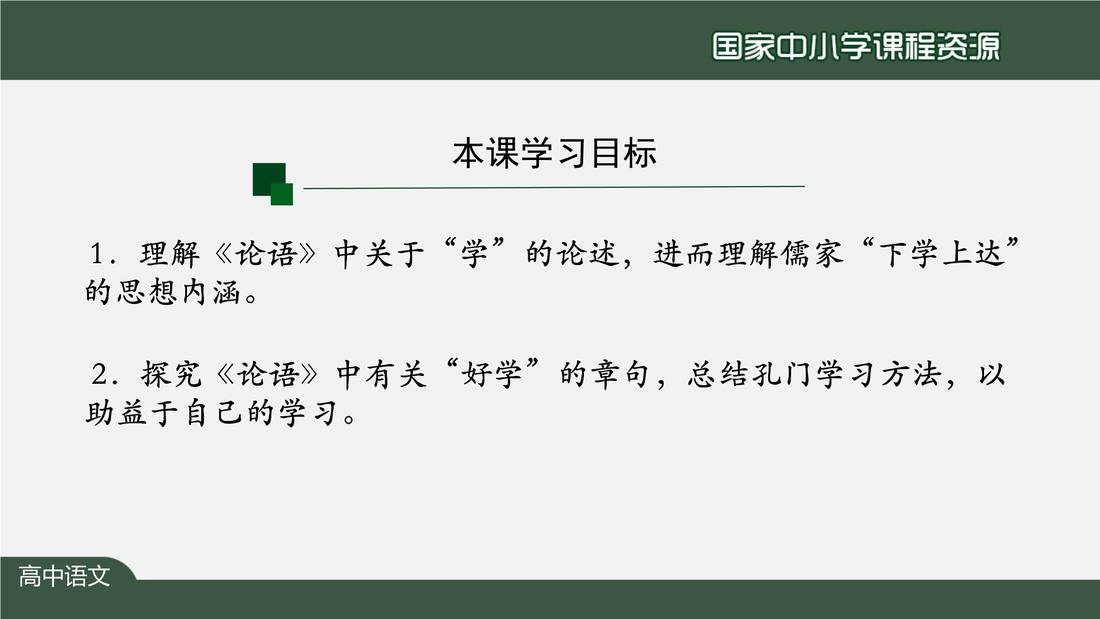 国家中小学课程资源
本课学习目标
1．理解《论语》中关于“学”的论述，进而理解儒家“下学上达”
的思想内涵。
2．探究《论语》中有关“好学”的章句，总结孔门学习方法，以
助益于自己的学习。
高中语文